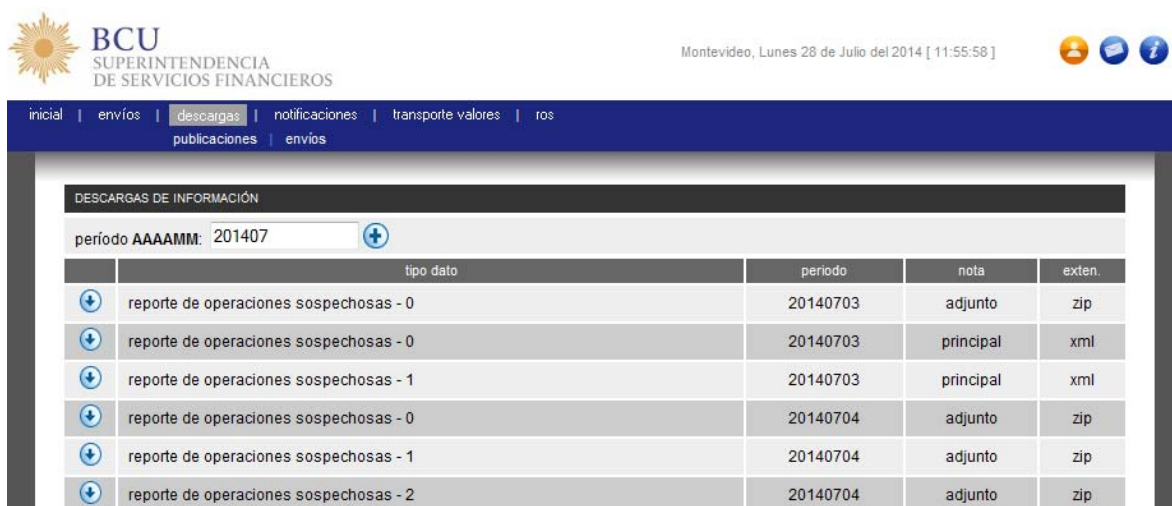 BCU
SUPERINTENDENCIA
DE SERVICIOS FINANCIEROS
Montevideo, Lunes 28 de Julio del 2014 [ 11:55:58 ]
inicial | envíos | descargas | notificaciones | transporte valores | ros
publicaciones | envíos
DESCARGAS DE INFORMACIÓN
período AAAAMM: 201407
tipo dato periodo nota exten.
reporte de operaciones sospechosas - 0 20140703 adjunto zip
reporte de operaciones sospechosas - 0 20140703 principal xml
reporte de operaciones sospechosas - 1 20140703 principal xml
reporte de operaciones sospechosas - 0 20140704 adjunto zip
reporte de operaciones sospechosas - 1 20140704 adjunto zip
reporte de operaciones sospechosas - 2 20140704 adjunto zip